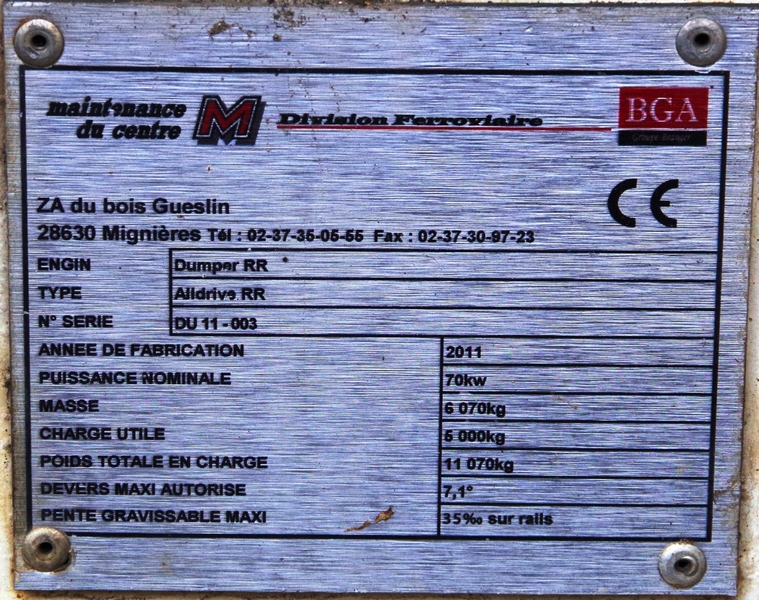 maintenance du centre M Division Ferroviaire BGA
ZA du bois Gueslin
28630 Mignières Tél : 02-37-35-05-55 Fax : 02-37-30-97-23
CE
ENGIN Dumper RR
TYPE Alldrive RR
N° SERIE DU 11 - 003
ANNEE DE FABRICATION 2011
PUISSANCE NOMINALE 70kw
MASSE 6 070kg
CHARGE UTILE 5 000kg
POIDS TOTALE EN CHARGE 11 070kg
DEVERS MAXI AUTORISE 7,1°
PENTE GRAVISSABLE MAXI 35‰ sur rails